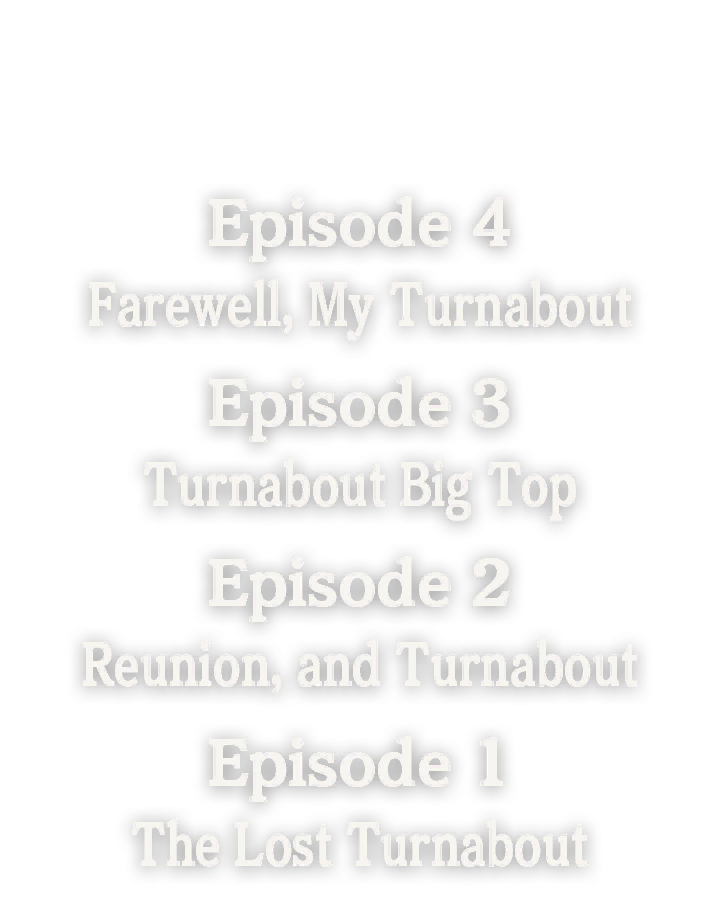 Episode 4
Farewell, My Turnabout
Episode 3
Turnabout Big Top
Episode 2
Reunion, and Turnabout
Episode 1
The Lost Turnabout